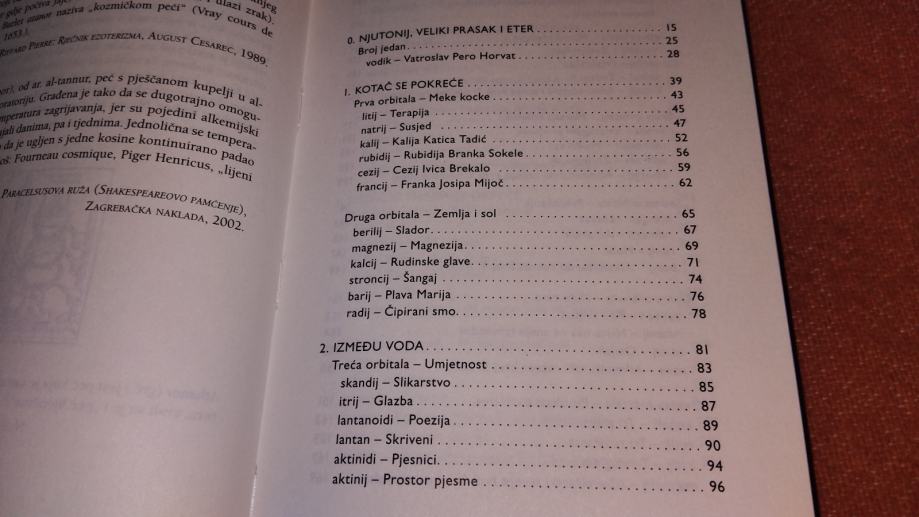 gdje počiva
i ulazi zrak).
Barlet otanor naziva „kozmičkom peći" (Vray cours de
1653.).
RIFFARD PIERRE: RJEČNIK EZOTERIZMA, AUGUST CESAREC, 1989.
od ar. al-tannur, peć s pješčanom kupelji u al-
Građena je tako da se dugotrajno omogu-
zagrijavanja, jer su pojedini alkemijski
danima, pa i tjednima. Jednolična se tempera-
da je ugljen s jedne kosine kontinuirano padao
Fourneau cosmique, Piger Henricus, „lijeni
PARACELSUSOVA RUŽA (SHAKESPEAREOVO PAMĆENJE),
ZAGREBAČKA NAKLADA, 2002.
0. NJUTONIJ, VELIKI PRASAK I ETER 15
Broj jedan 25
vodik – Vatroslav Pero Horvat 28
1. KOTAČ SE POKREĆE 39
Prva orbitala – Meke kocke 43
litij – Terapija 45
natrij – Susjed 47
kalij – Kalija Katica Tadić 52
rubidij – Rubidija Branka Sokele 56
cezij – Cezij Ivica Brekalo 59
francij – Franka Josipa Mijoč 62
Druga orbitala – Zemlja i sol 65
berilij – Slador 67
magnezij – Magnezija 69
kalcij – Rudinske glave 71
stroncij – Šangaj 74
barij – Plava Marija 76
radij – Čipirani smo 78
2. IZMEĐU VODA 81
Treća orbitala – Umjetnost 83
skandij – Slikarstvo 85
itrij – Glazba 87
lantanoidi – Poezija 89
lantan – Skriveni 90
aktinidi – Pjesnici 94
aktinij – Prostor pjesme 96